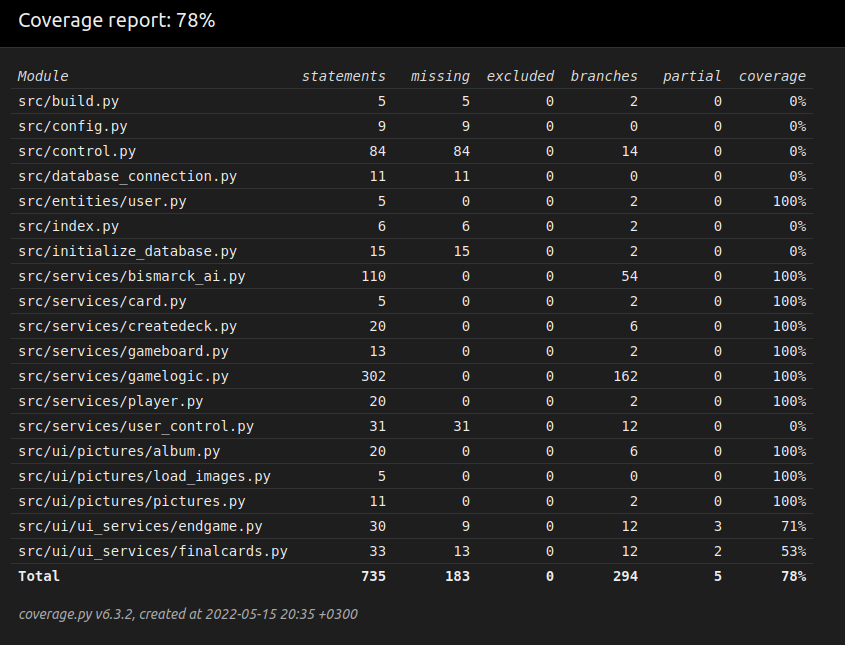 Coverage report: 78%
Module statements missing excluded branches partial coverage
src/build.py 5 5 0 2 0 0%
src/config.py 9 9 0 0 0 0%
src/control.py 84 84 0 14 0 0%
src/database_connection.py 11 11 0 0 0 0%
src/entities/user.py 5 0 0 2 0 100%
src/index.py 6 6 0 2 0 0%
src/initialize_database.py 15 15 0 2 0 0%
src/services/bismarck_ai.py 110 0 0 54 0 100%
src/services/card.py 5 0 0 2 0 100%
src/services/createdeck.py 20 0 0 6 0 100%
src/services/gameboard.py 13 0 0 2 0 100%
src/services/gamelogic.py 302 0 0 162 0 100%
src/services/player.py 20 0 0 2 0 100%
src/services/user_control.py 31 31 0 12 0 0%
src/ui/pictures/album.py 20 0 0 6 0 100%
src/ui/pictures/load_images.py 5 0 0 0 0 100%
src/ui/pictures/pictures.py 11 0 0 2 0 100%
src/ui/ui_services/endgame.py 30 9 0 12 3 71%
src/ui/ui_services/finalcards.py 33 13 0 12 2 53%
Total 735 183 0 294 5 78%
coverage.py v6.3.2, created at 2022-05-15 20:35 +0300